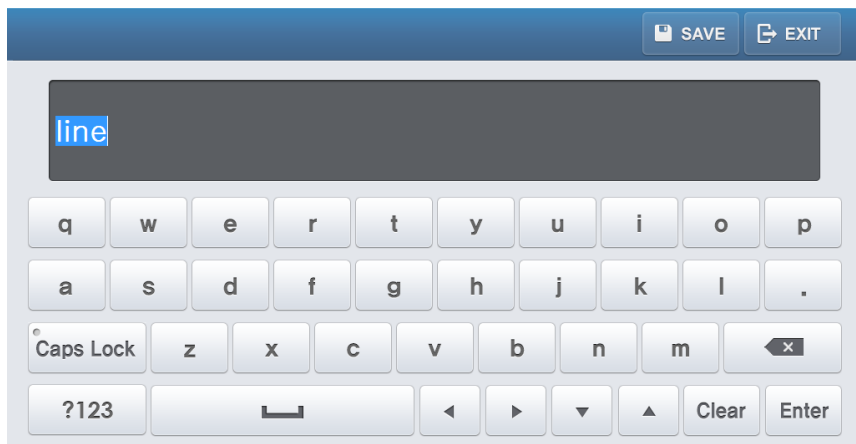 SAVE EXIT
line
q w e r t y u i o p
a s d f g h j k l .
Caps Lock z x c v b n m
?123 Clear Enter